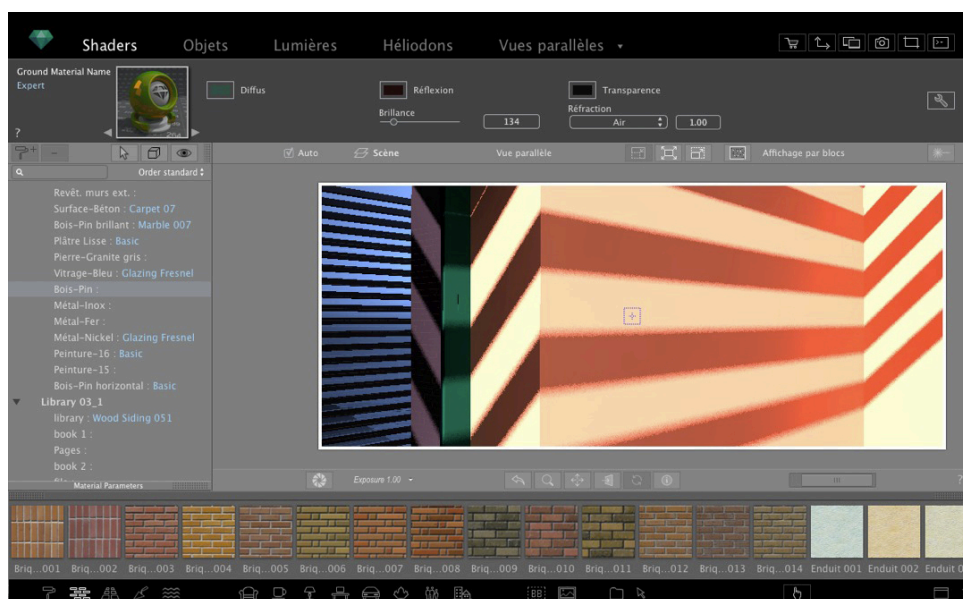 Shaders Objets Lumières Héliodons Vues parallèles
Ground Material Name
Expert
Diffus Réflexion Transparence
Brillance 134
Réfraction
Air 1.00
?
Auto Scène Vue parallèle Affichage par blocs
Order standard
Revêt. murs ext. :
Surface-Béton : Carpet 07
Bois-Pin brillant : Marble 007
Plâtre Lisse : Basic
Pierre-Granite gris :
Vitrage-Bleu : Glazing Fresnel
Bois-Pin :
Métal-Inox :
Métal-Fer :
Métal-Nickel : Glazing Fresnel
Peinture-16 : Basic
Peinture-15 :
Bois-Pin horizontal : Basic
Library 03_1
library : Wood Siding 051
book 1 :
Pages :
book 2 :
Material Parameters
Exposure 1.00
?
Briq...001 Briq...002 Briq...003 Briq...004 Briq...005 Briq...006 Briq...007 Briq...008 Briq...009 Briq...010 Briq...011 Briq...012 Briq...013 Briq...014 Enduit 001 Enduit 002 Enduit 0
BB